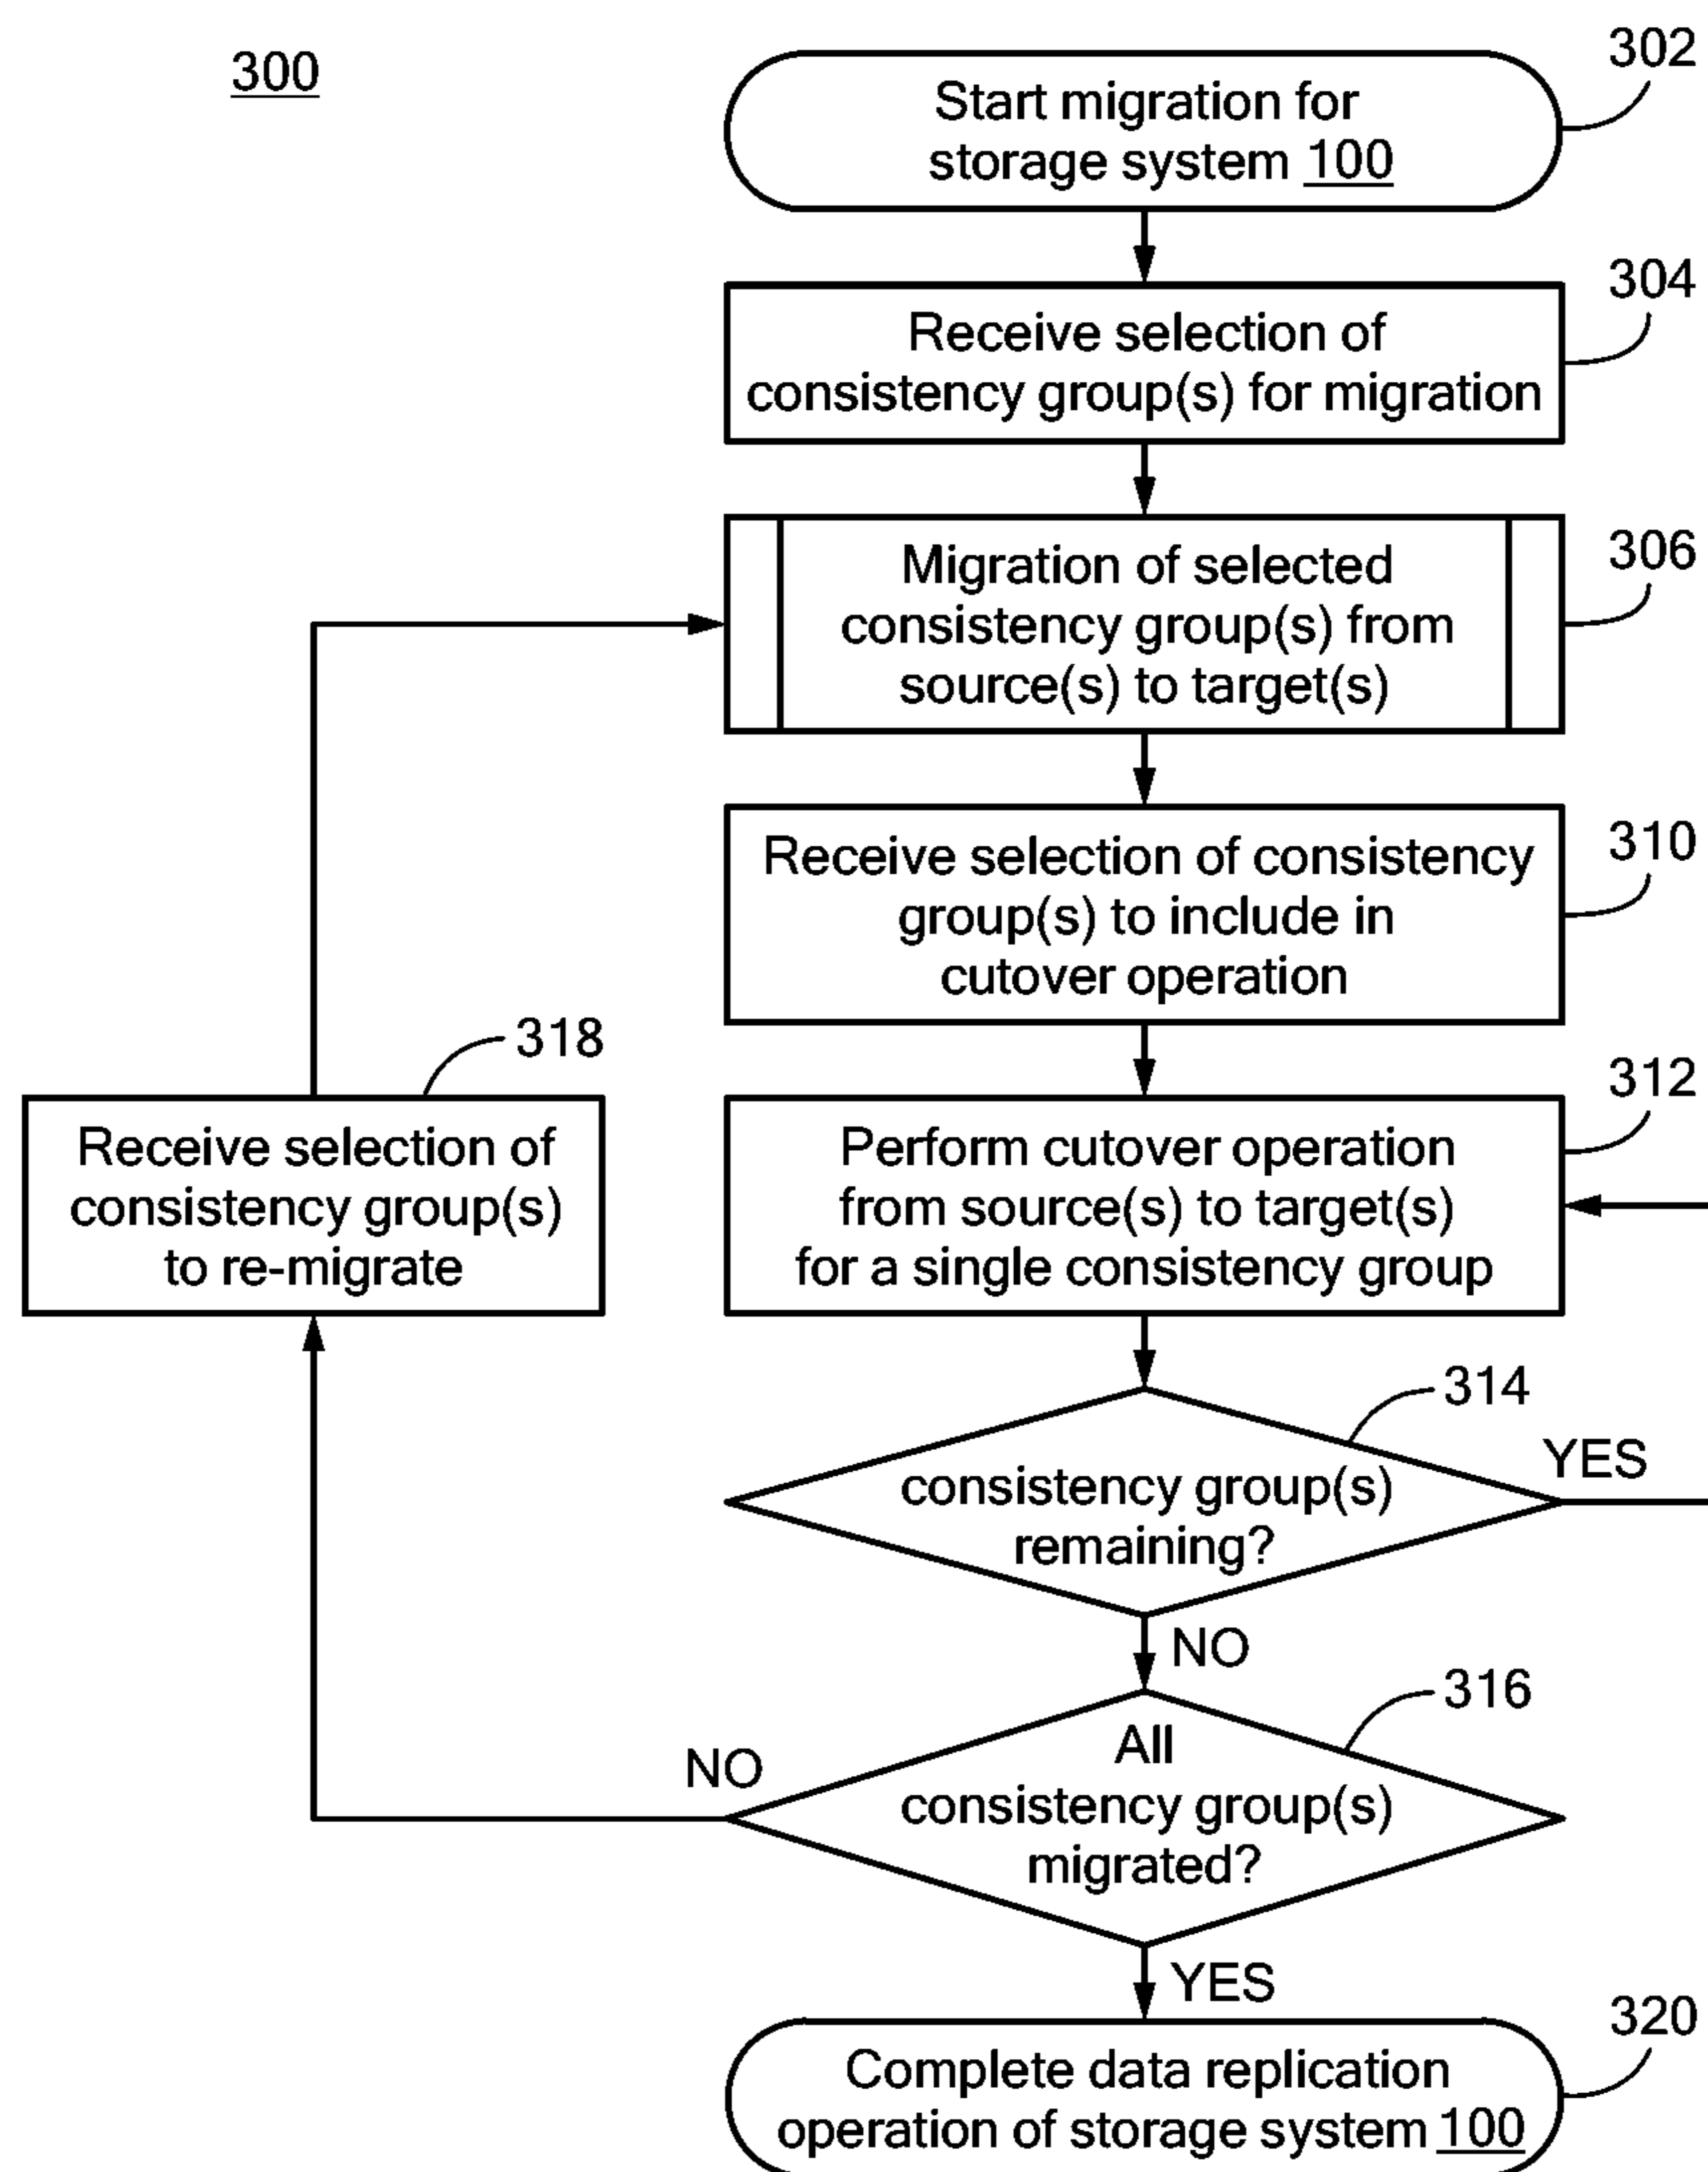 300
302
Start migration for
storage system 100
304
Receive selection of
consistency group(s) for migration
306
Migration of selected
consistency group(s) from
source(s) to target(s)
310
Receive selection of consistency
group(s) to include in
cutover operation
318
Receive selection of
consistency group(s)
to re-migrate
312
Perform cutover operation
from source(s) to target(s)
for a single consistency group
314
YES
consistency group(s)
remaining?
NO
316
NO
All
consistency group(s)
migrated?
YES
320
Complete data replication
operation of storage system 100